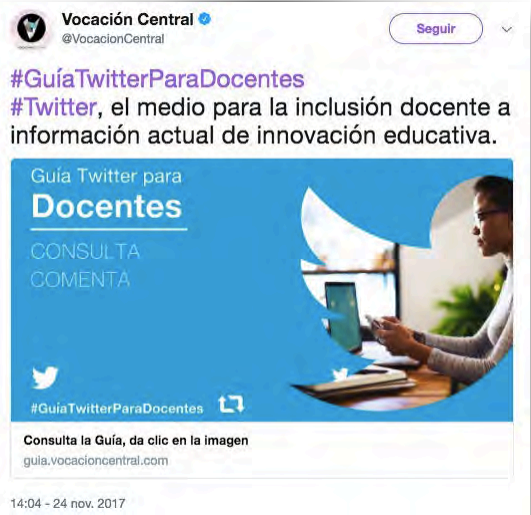 Vocación Central
@VocacionCentral
Seguir
#GuíaTwitterParaDocentes
#Twitter, el medio para la inclusión docente a
información actual de innovación educativa.
Guía Twitter para
Docentes
CONSULTA
COMENTA
#GuiaTwitterParaDocentes
Consulta la Guía, da clic en la imagen
guia.vocacioncentral.com
14:04 - 24 nov. 2017